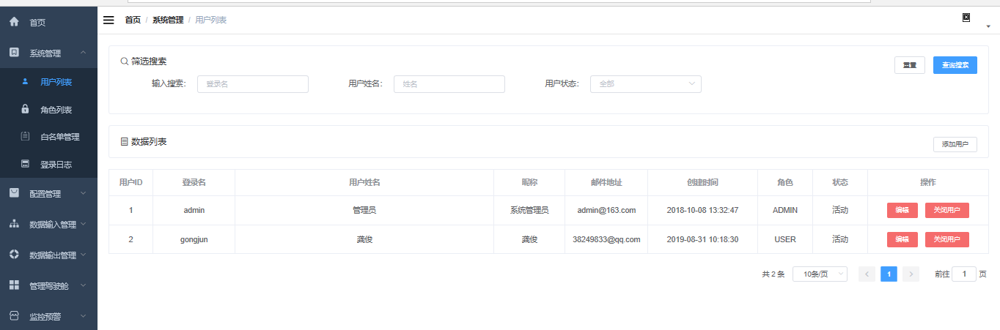 首页
系统管理
用户列表
角色列表
白名单管理
登录日志
配置管理
数据输入管理
数据输出管理
管理驾驶舱
监控预警
首页 / 系统管理 / 用户列表
筛选搜索
重置 查询搜索
输入搜索： 登录名 用户姓名： 姓名 用户状态： 全部
数据列表
添加用户
用户ID 登录名 用户姓名 昵称 邮件地址 创建时间 角色 状态 操作
1 admin 管理员 系统管理员 admin@163.com 2018-10-08 13:32:47 ADMIN 活动 编辑 关闭用户
2 gongjun 龚俊 龚俊 38249833@qq.com 2019-08-31 10:18:30 USER 活动 编辑 关闭用户
共 2 条 10条/页 1 前往 1 页